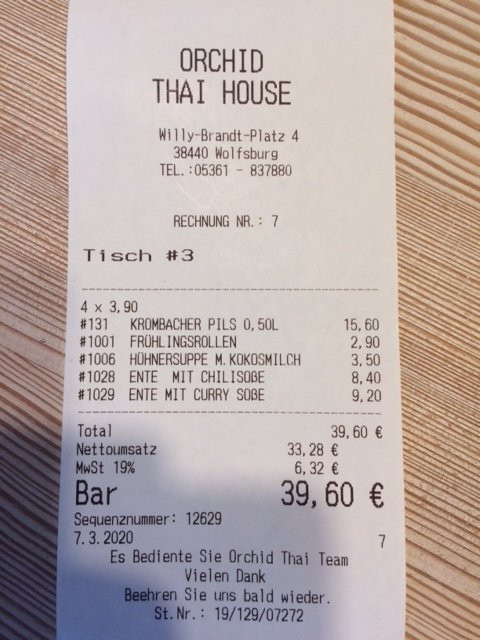 ORCHID
THAI HOUSE
Willy-Brandt-Platz 4
38440 Wolfsburg
TEL.:05361 - 837880
RECHNUNG NR.: 7
Tisch #3
4 x 3,90
#131 KROMBACHER PILS 0,50L 15,60
#1001 FRÜHLINGSROLLEN 2,90
#1006 HÜHNERSUPPE M.KOKOSMILCH 3,50
#1028 ENTE MIT CHILISOßE 8,40
#1029 ENTE MIT CURRY SOßE 9,20
Total 39,60 €
Nettoumsatz 33,28 €
MwSt 19% 6,32 €
Bar 39,60 €
Sequenznummer: 12629
7.3.2020 7
Es Bediente Sie Orchid Thai Team
Vielen Dank
Beehren Sie uns bald wieder.
St.Nr.: 19/129/07272